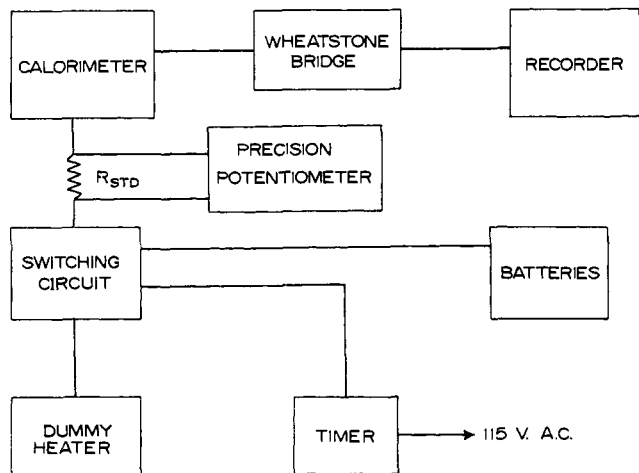 CALORIMETER
WHEATSTONE
BRIDGE
RECORDER
RSTD
PRECISION
POTENTIOMETER
SWITCHING
CIRCUIT
BATTERIES
DUMMY
HEATER
TIMER
115 V. A.C.